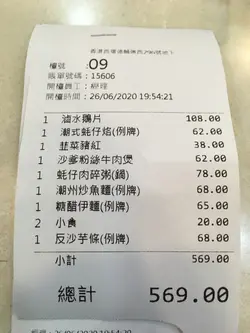 檯號：09
賬單號碼：15606
開檯員工：經理
開檯時間：26/06/2020 19:54:21
1 滷水鵝片 108.00
1 潮式蚝仔烙(例牌) 62.00
1 韮菜豬紅 38.00
1 沙爹粉絲牛肉煲 62.00
1 蚝仔肉碎粥(鍋) 78.00
1 潮州炒魚麵(例牌) 68.00
1 糖醋伊麵(例牌) 65.00
2 小食 20.00
1 反沙芋條(例牌) 68.00
小計 569.00
總計 569.00